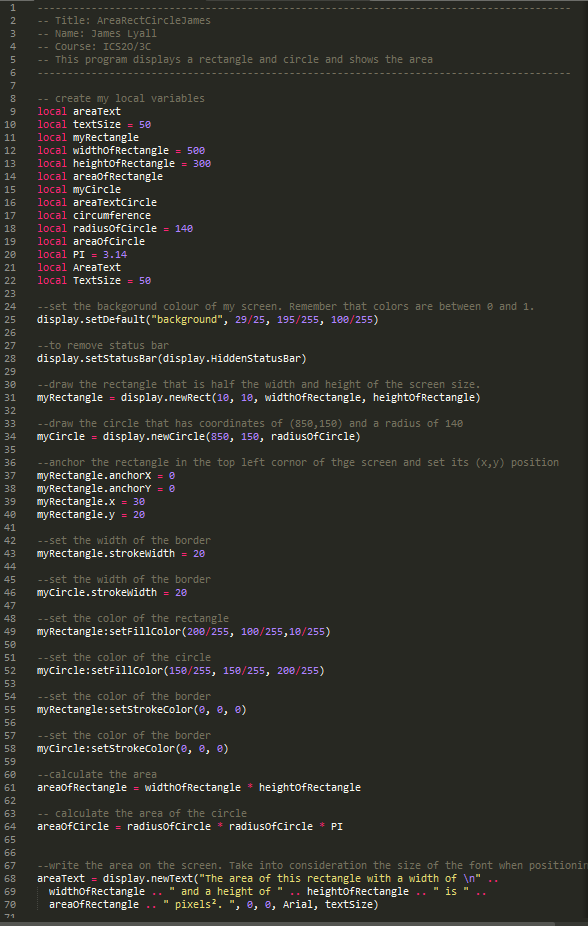 1 --------------------------------------------------------------------------------
2 -- Title: AreaRectCircleJames
3 -- Name: James Lyall
4 -- Course: ICS2O/3C
5 -- This program displays a rectangle and circle and shows the area
6 --------------------------------------------------------------------------------
7
8 -- create my local variables
9 local areaText
10 local textSize = 50
11 local myRectangle
12 local widthOfRectangle = 500
13 local heightOfRectangle = 300
14 local areaOfRectangle
15 local myCircle
16 local areaTextCircle
17 local circumference
18 local radiusOfCircle = 140
19 local areaOfCircle
20 local PI = 3.14
21 local AreaText
22 local TextSize = 50
23
24 --set the backgorund colour of my screen. Remember that colors are between 0 and 1.
25 display.setDefault("background", 29/25, 195/255, 100/255)
26
27 --to remove status bar
28 display.setStatusBar(display.HiddenStatusBar)
29
30 --draw the rectangle that is half the width and height of the screen size.
31 myRectangle = display.newRect(10, 10, widthOfRectangle, heightOfRectangle)
32
33 --draw the circle that has coordinates of (850,150) and a radius of 140
34 myCircle = display.newCircle(850, 150, radiusOfCircle)
35
36 --anchor the rectangle in the top left cornor of thge screen and set its (x,y) position
37 myRectangle.anchorX = 0
38 myRectangle.anchorY = 0
39 myRectangle.x = 30
40 myRectangle.y = 20
41
42 --set the width of the border
43 myRectangle.strokeWidth = 20
44
45 --set the width of the border
46 myCircle.strokeWidth = 20
47
48 --set the color of the rectangle
49 myRectangle:setFillColor(200/255, 100/255,10/255)
50
51 --set the color of the circle
52 myCircle:setFillColor(150/255, 150/255, 200/255)
53
54 --set the color of the border
55 myRectangle:setStrokeColor(0, 0, 0)
56
57 --set the color of the border
58 myCircle:setStrokeColor(0, 0, 0)
59
60 --calculate the area
61 areaOfRectangle = widthOfRectangle * heightOfRectangle
62
63 -- calculate the area of the circle
64 areaOfCircle = radiusOfCircle * radiusOfCircle * PI
65
66
67 --write the area on the screen. Take into consideration the size of the font when positionin
68 areaText = display.newText("The area of this rectangle with a width of \n" ..
69 widthOfRectangle .. " and a height of " .. heightOfRectangle .. " is " ..
70 areaOfRectangle .. " pixels². ", 0, 0, Arial, textSize)
71